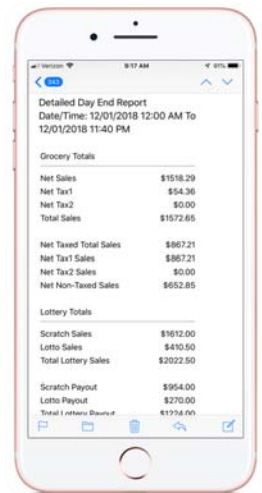 Verizon 9:17 AM 91%
343
Detailed Day End Report
Date/Time: 12/01/2018 12:00 AM To
12/01/2018 11:40 PM
Grocery Totals
Net Sales $1518.29
Net Tax1 $54.36
Net Tax2 $0.00
Total Sales $1572.65
Net Taxed Total Sales $867.21
Net Tax1 Sales $867.21
Net Tax2 Sales $0.00
Net Non-Taxed Sales $652.85
Lottery Totals
Scratch Sales $1612.00
Lotto Sales $410.50
Total Lottery Sales $2022.50
Scratch Payout $954.00
Lotto Payout $270.00
Total Lottery Payout $1224.00